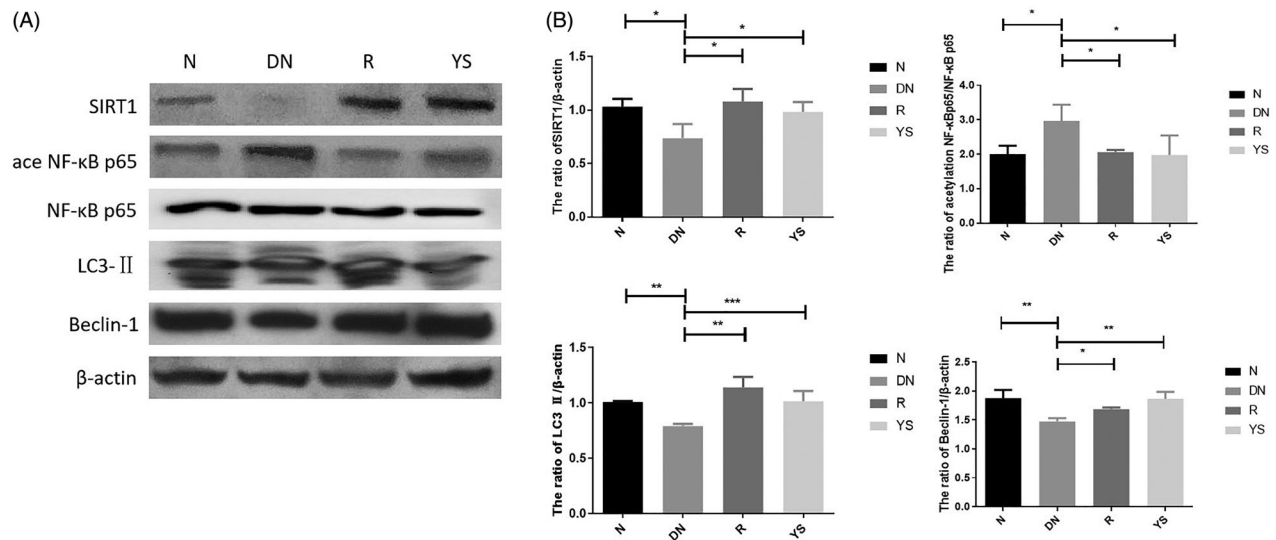 (A)
N DN R YS
SIRT1
ace NF-κB p65
NF-κB p65
LC3-Ⅱ
Beclin-1
β-actin
(B)
* * *
The ratio ofSIRT1/β-actin
1.5
1.0
0.5
0.0
N DN R YS
N
DN
R
YS
* * *
The ratio of acetylation NF-κBp65/NF-κB p65
4.0
3.0
2.0
1.0
0.0
N DN R YS
N
DN
R
YS
** *** **
The ratio of LC3 Ⅱ/β-actin
1.5
1.0
0.5
0.0
N DN R YS
N
DN
R
YS
** ** *
The ratio of Beclin-1/β-actin
2.5
2.0
1.5
1.0
0.0
N DN R YS
N
DN
R
YS